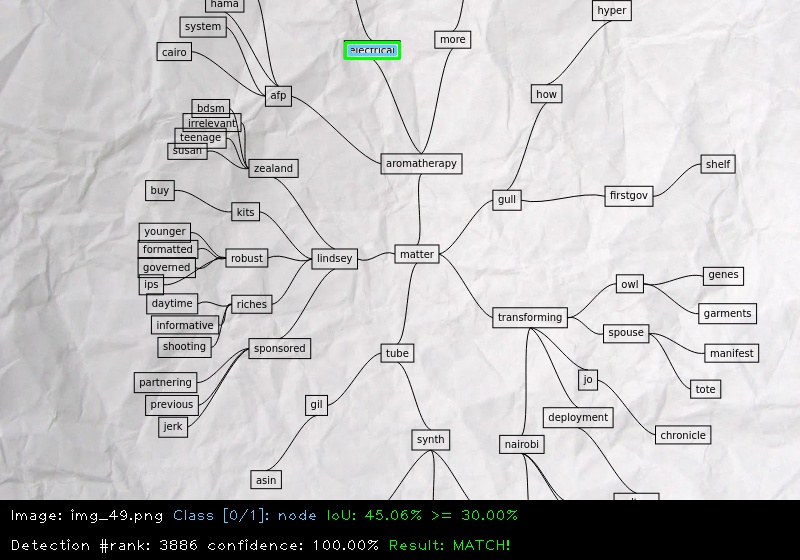 hyper
hama
system
electrical
more
cairo
how
afp
bdsm
irrelevant
teenage
susan
aromatherapy
shelf
zealand
buy
firstgov
gull
kits
younger
formatted
matter
robust
lindsey
governed
genes
ips
owl
daytime
riches
garments
transforming
informative
spouse
shooting
sponsored
tube
manifest
partnering
jo
tote
previous
gil
deployment
jerk
chronicle
synth
nairobi
asin
Image: img_49.png Class [0/1]: node IoU: 45.06% >= 30.00%
Detection #rank: 3886 confidence: 100.00% Result: MATCH!